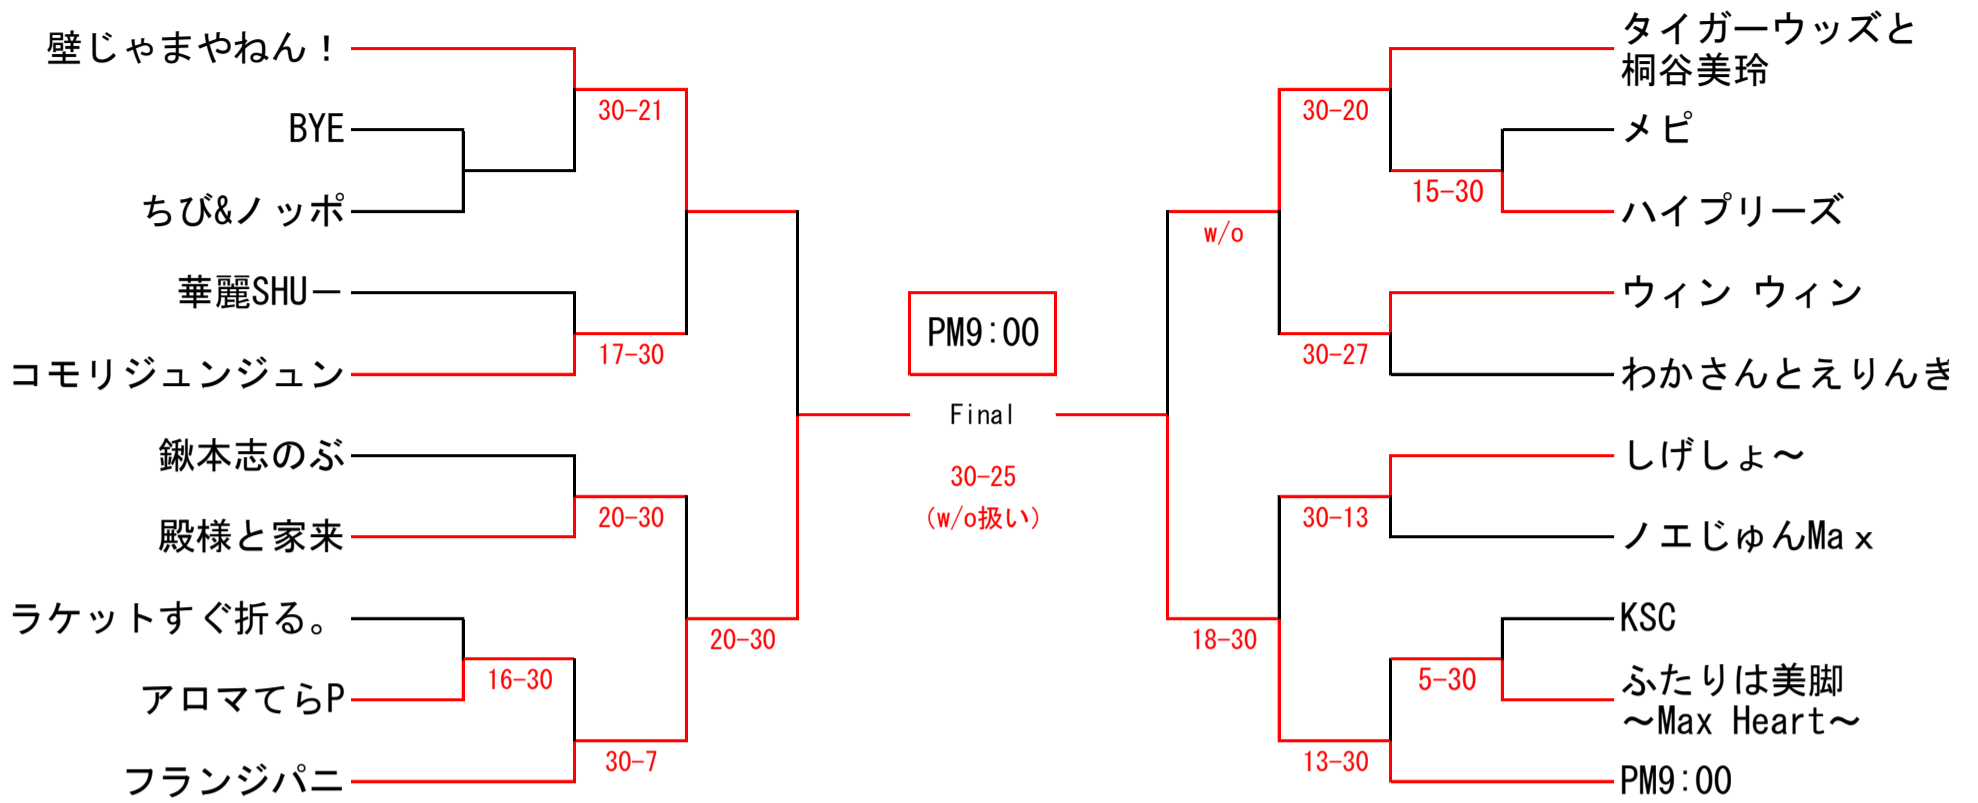 壁じゃまやねん！
BYE
ちび&ノッポ
華麗SHUー
コモリジュンジュン
鍬本志のぶ
殿様と家来
ラケットすぐ折る。
アロマてらP
フランジパニ
30-21
17-30
20-30
16-30
30-7
20-30
PM9:00
Final
30-25
(w/o扱い)
w/o
18-30
30-20
15-30
30-27
30-13
5-30
13-30
タイガーウッズと
桐谷美玲
メピ
ハイプリーズ
ウィン ウィン
わかさんとえりんき
しげしょ～
ノエじゅんMaｘ
KSC
ふたりは美脚
～Max Heart～
PM9:00